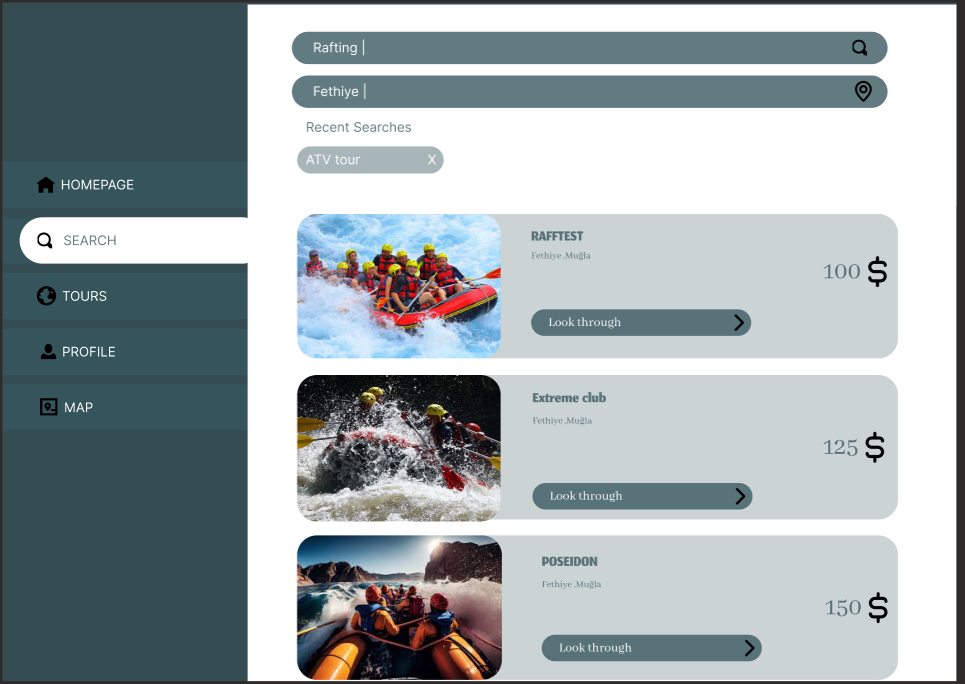 Rafting |
Fethiye |
Recent Searches
ATV tour X
HOMEPAGE
SEARCH
TOURS
PROFILE
MAP
RAFFTEST
Fethiye .Muğla
100 $
Look through
Extreme club
Fethiye .Muğla
125 $
Look through
POSEIDON
Fethiye .Muğla
150 $
Look through